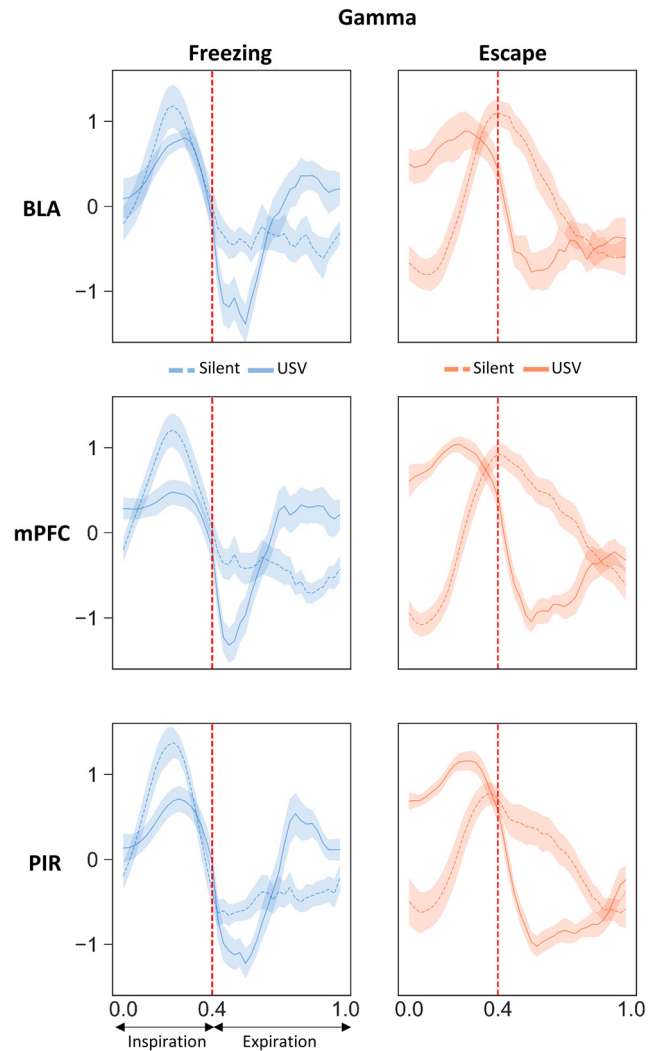 Gamma
Freezing Escape
1
BLA 0
−1
Silent USV Silent USV
1
mPFC 0
−1
1
PIR 0
−1
0.0 0.4 1.0 0.0 0.4 1.0
Inspiration Expiration